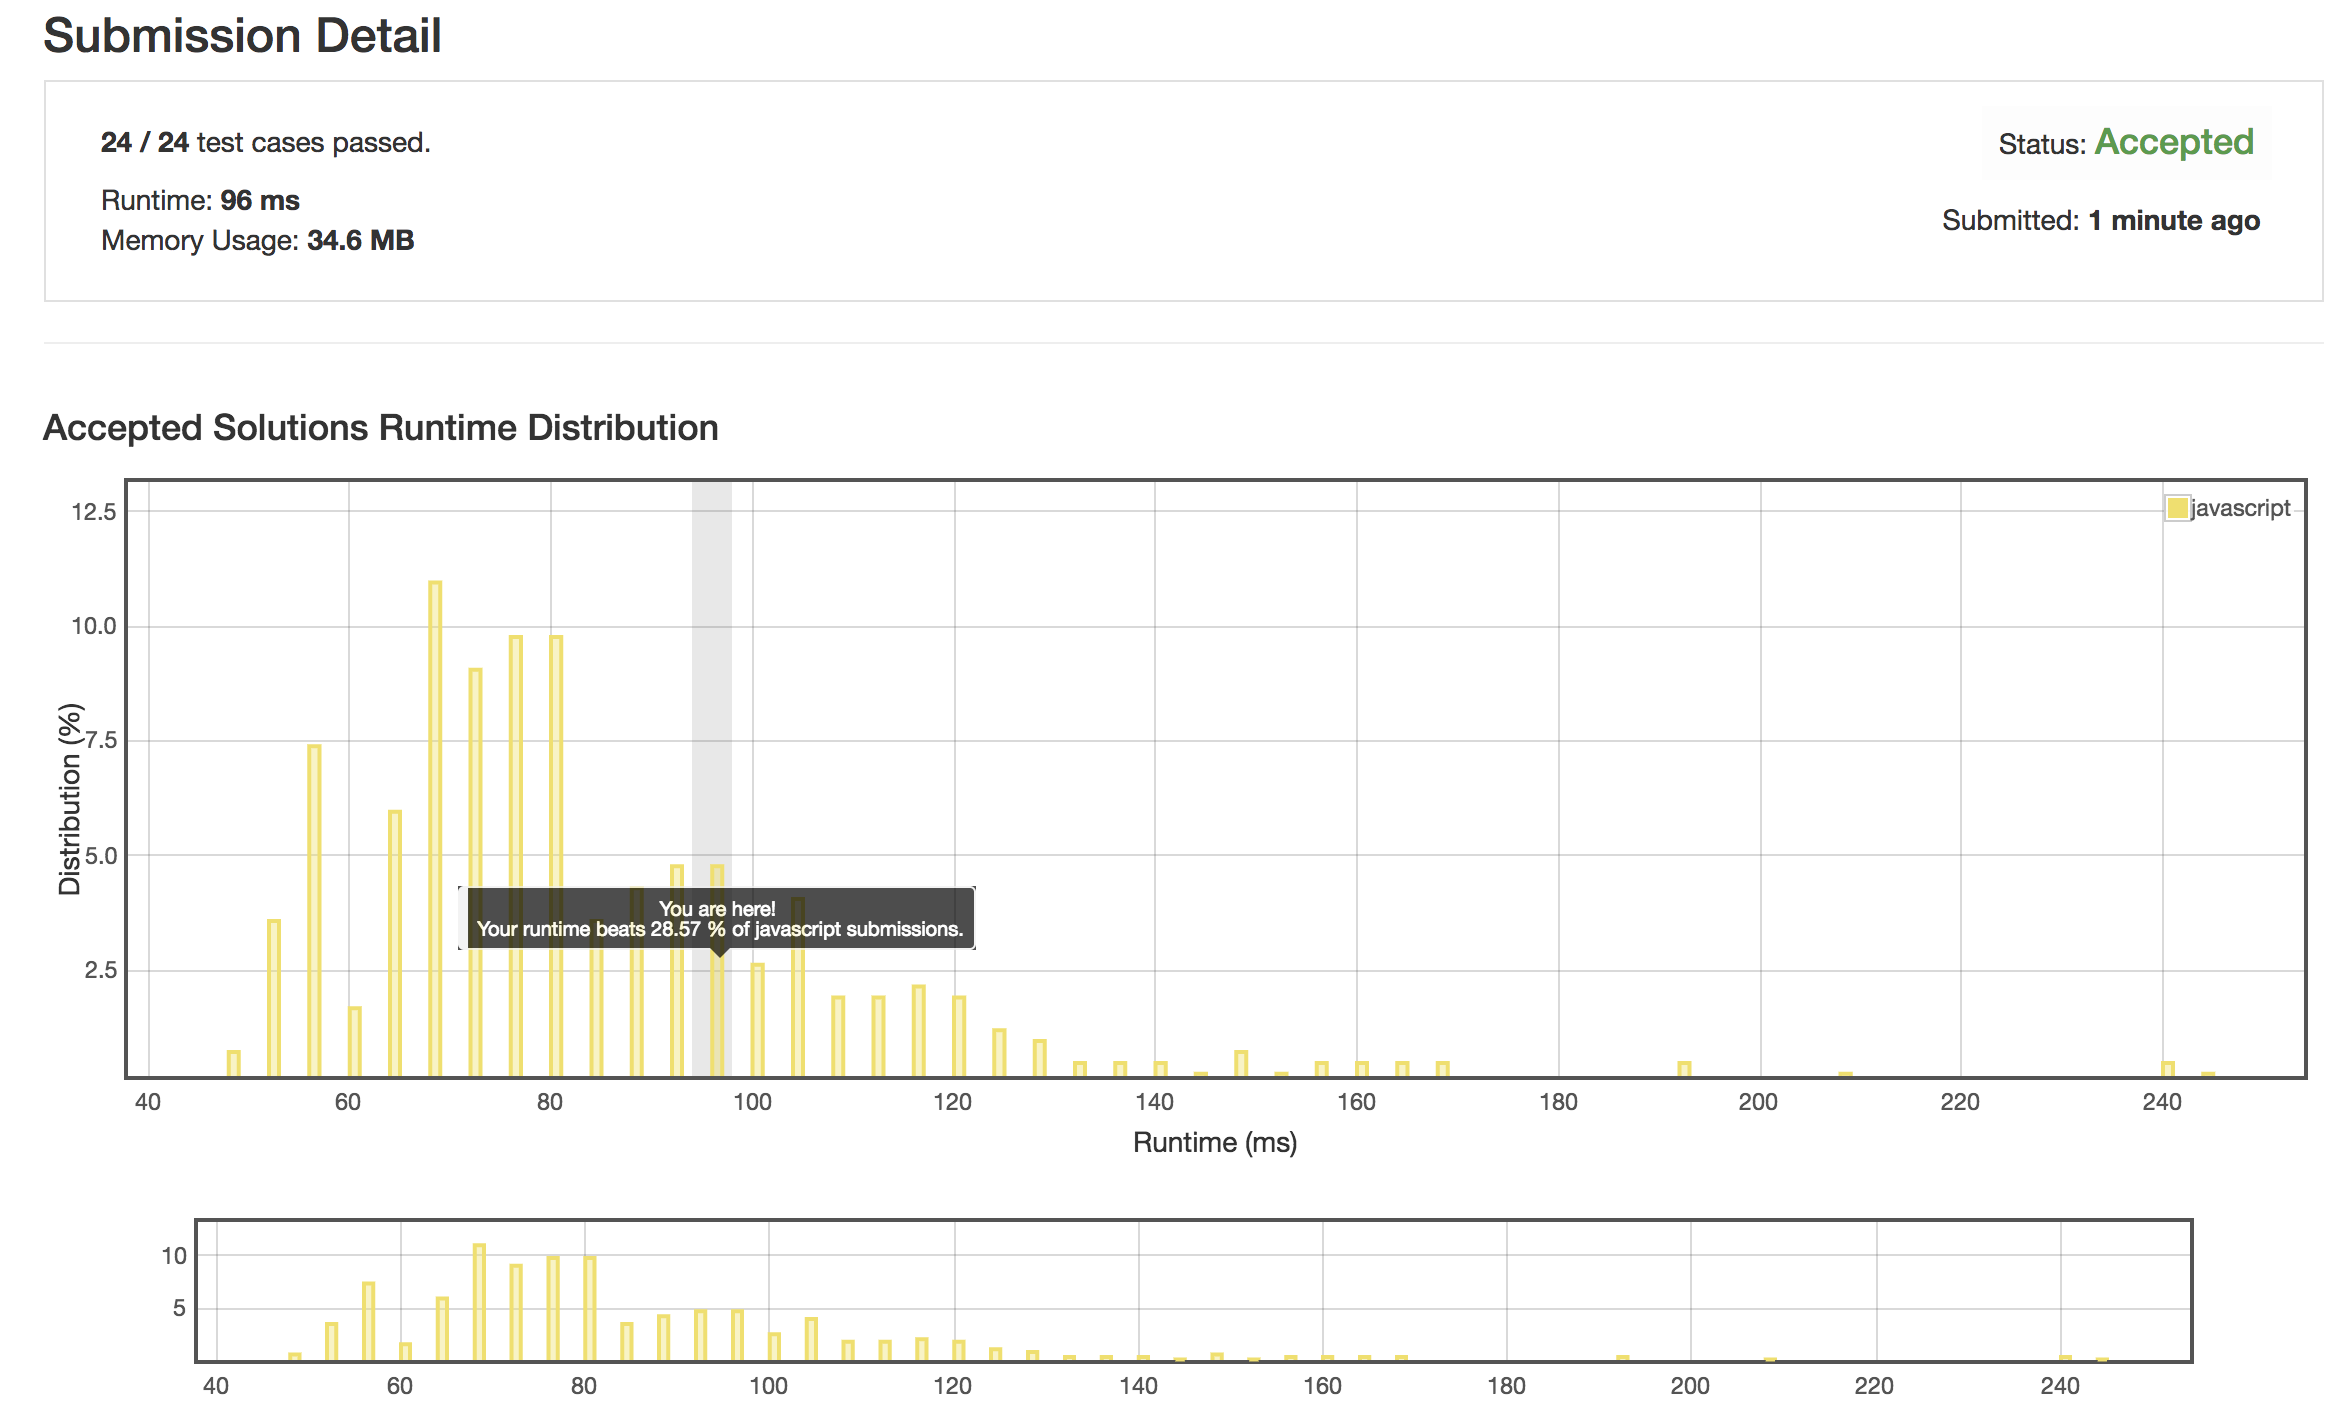 Submission Detail
24 / 24 test cases passed.
Status: Accepted
Runtime: 96 ms
Memory Usage: 34.6 MB
Submitted: 1 minute ago
Accepted Solutions Runtime Distribution
javascript
Distribution (%)
12.5
10.0
7.5
5.0
2.5
You are here!
Your runtime beats 28.57 % of javascript submissions.
40 60 80 100 120 140 160 180 200 220 240
Runtime (ms)
10
5
40 60 80 100 120 140 160 180 200 220 240